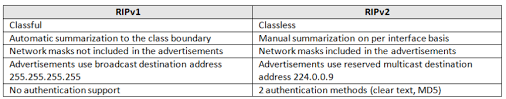 RIPv1 RIPv2
Classful Classless
Automatic summarization to the class boundary Manual summarization on per interface basis
Network masks not included in the advertisements Network masks included in the advertisements
Advertisements use broadcast destination address Advertisements use reserved multicast destination
255.255.255.255 address 224.0.0.9
No authentication support 2 authentication methods (clear text, MD5)